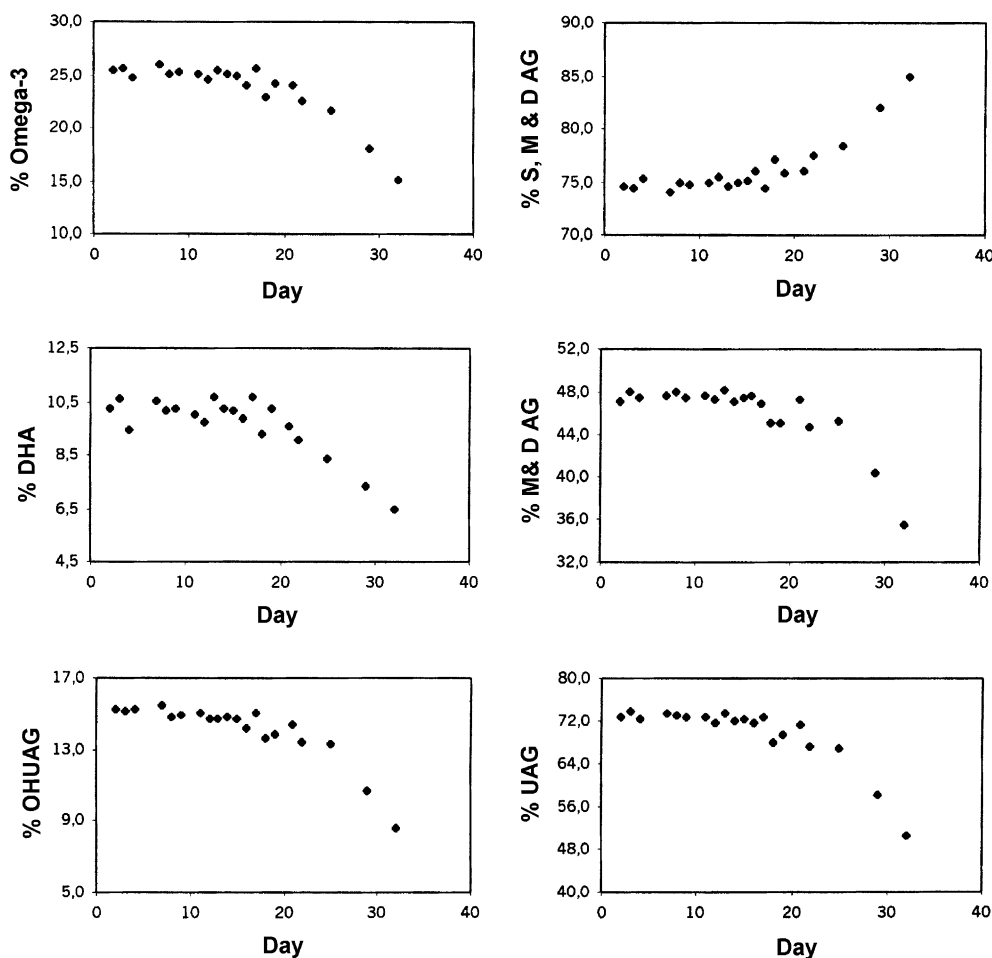 % Omega-3
30,0
25,0
20,0
15,0
10,0
0 10 20 30 40
Day
% S, M & D AG
90,0
85,0
80,0
75,0
70,0
0 10 20 30 40
Day
% DHA
12,5
10,5
8,5
6,5
4,5
0 10 20 30 40
Day
% M& D AG
52,0
48,0
44,0
40,0
36,0
32,0
0 10 20 30 40
Day
% OHUAG
17,0
13,0
9,0
5,0
0 10 20 30 40
Day
% UAG
80,0
72,0
64,0
56,0
48,0
40,0
0 10 20 30 40
Day